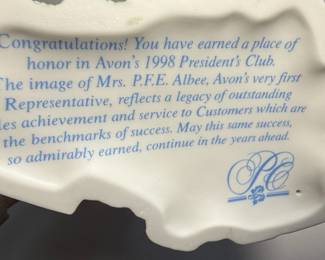 Congratulations! You have earned a place of
honor in Avon's 1998 President's Club.
The image of Mrs. P.F.E. Albee, Avon's very first
Representative, reflects a legacy of outstanding
les achievement and service to Customers which are
the benchmarks of success. May this same success,
so admirably earned, continue in the years ahead.
PC